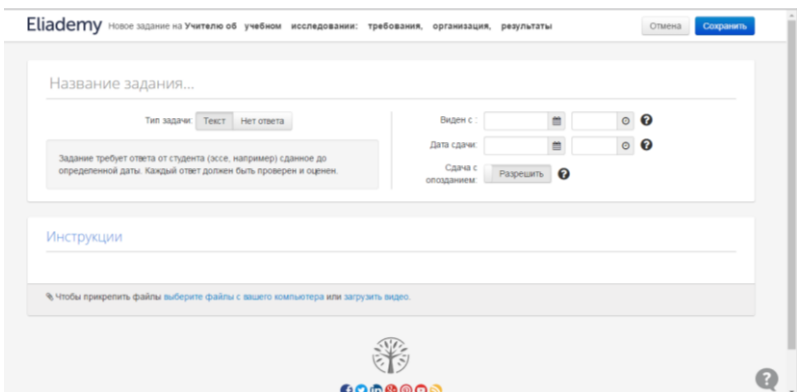 Eliademy Новое задание на Учителю об учебном исследовании: требования, организация, результаты
Отмена Сохранить
Название задания...
Тип задачи: Текст Нет ответа
Виден с :
Дата сдачи:
Задание требует ответа от студента (эссе, например) сданное до
определенной даты. Каждый ответ должен быть проверен и оценен.
Сдача с
опозданием: Разрешить
Инструкции
Чтобы прикрепить файлы выберите файлы с вашего компьютера или загрузить видео.